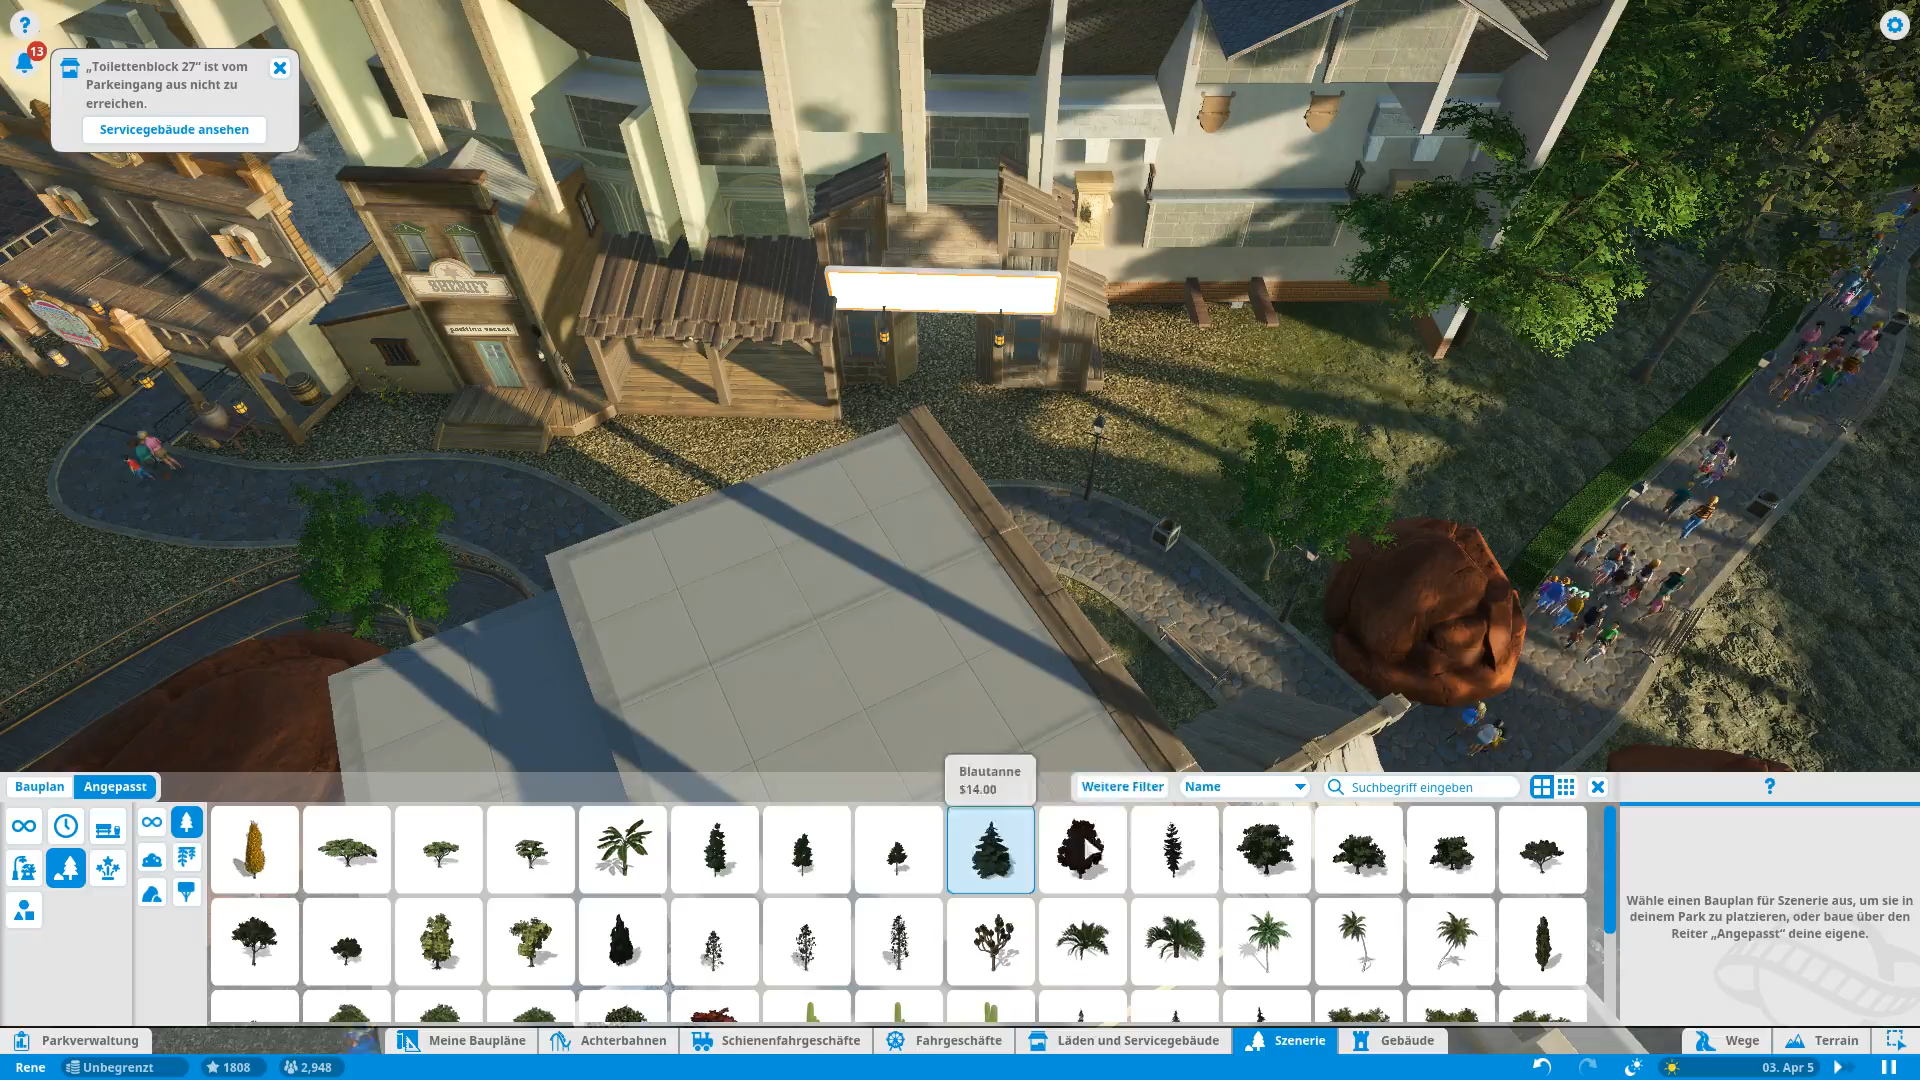 ?
13
„Toilettenblock 27“ ist vom
Parkeingang aus nicht zu
erreichen.
Servicegebäude ansehen
SHERIFF
position vacant
Blautanne
$14.00
Bauplan
Angepasst
Weitere Filter
Name
Suchbegriff eingeben
?
Wähle einen Bauplan für Szenerie aus, um sie in
deinem Park zu platzieren, oder baue über den
Reiter „Angepasst“ deine eigene.
Parkverwaltung
Meine Baupläne
Achterbahnen
Schienenfahrgeschäfte
Fahrgeschäfte
Läden und Servicegebäude
Szenerie
Gebäude
Wege
Terrain
Rene
Unbegrenzt
1808
2,948
03. Apr 5